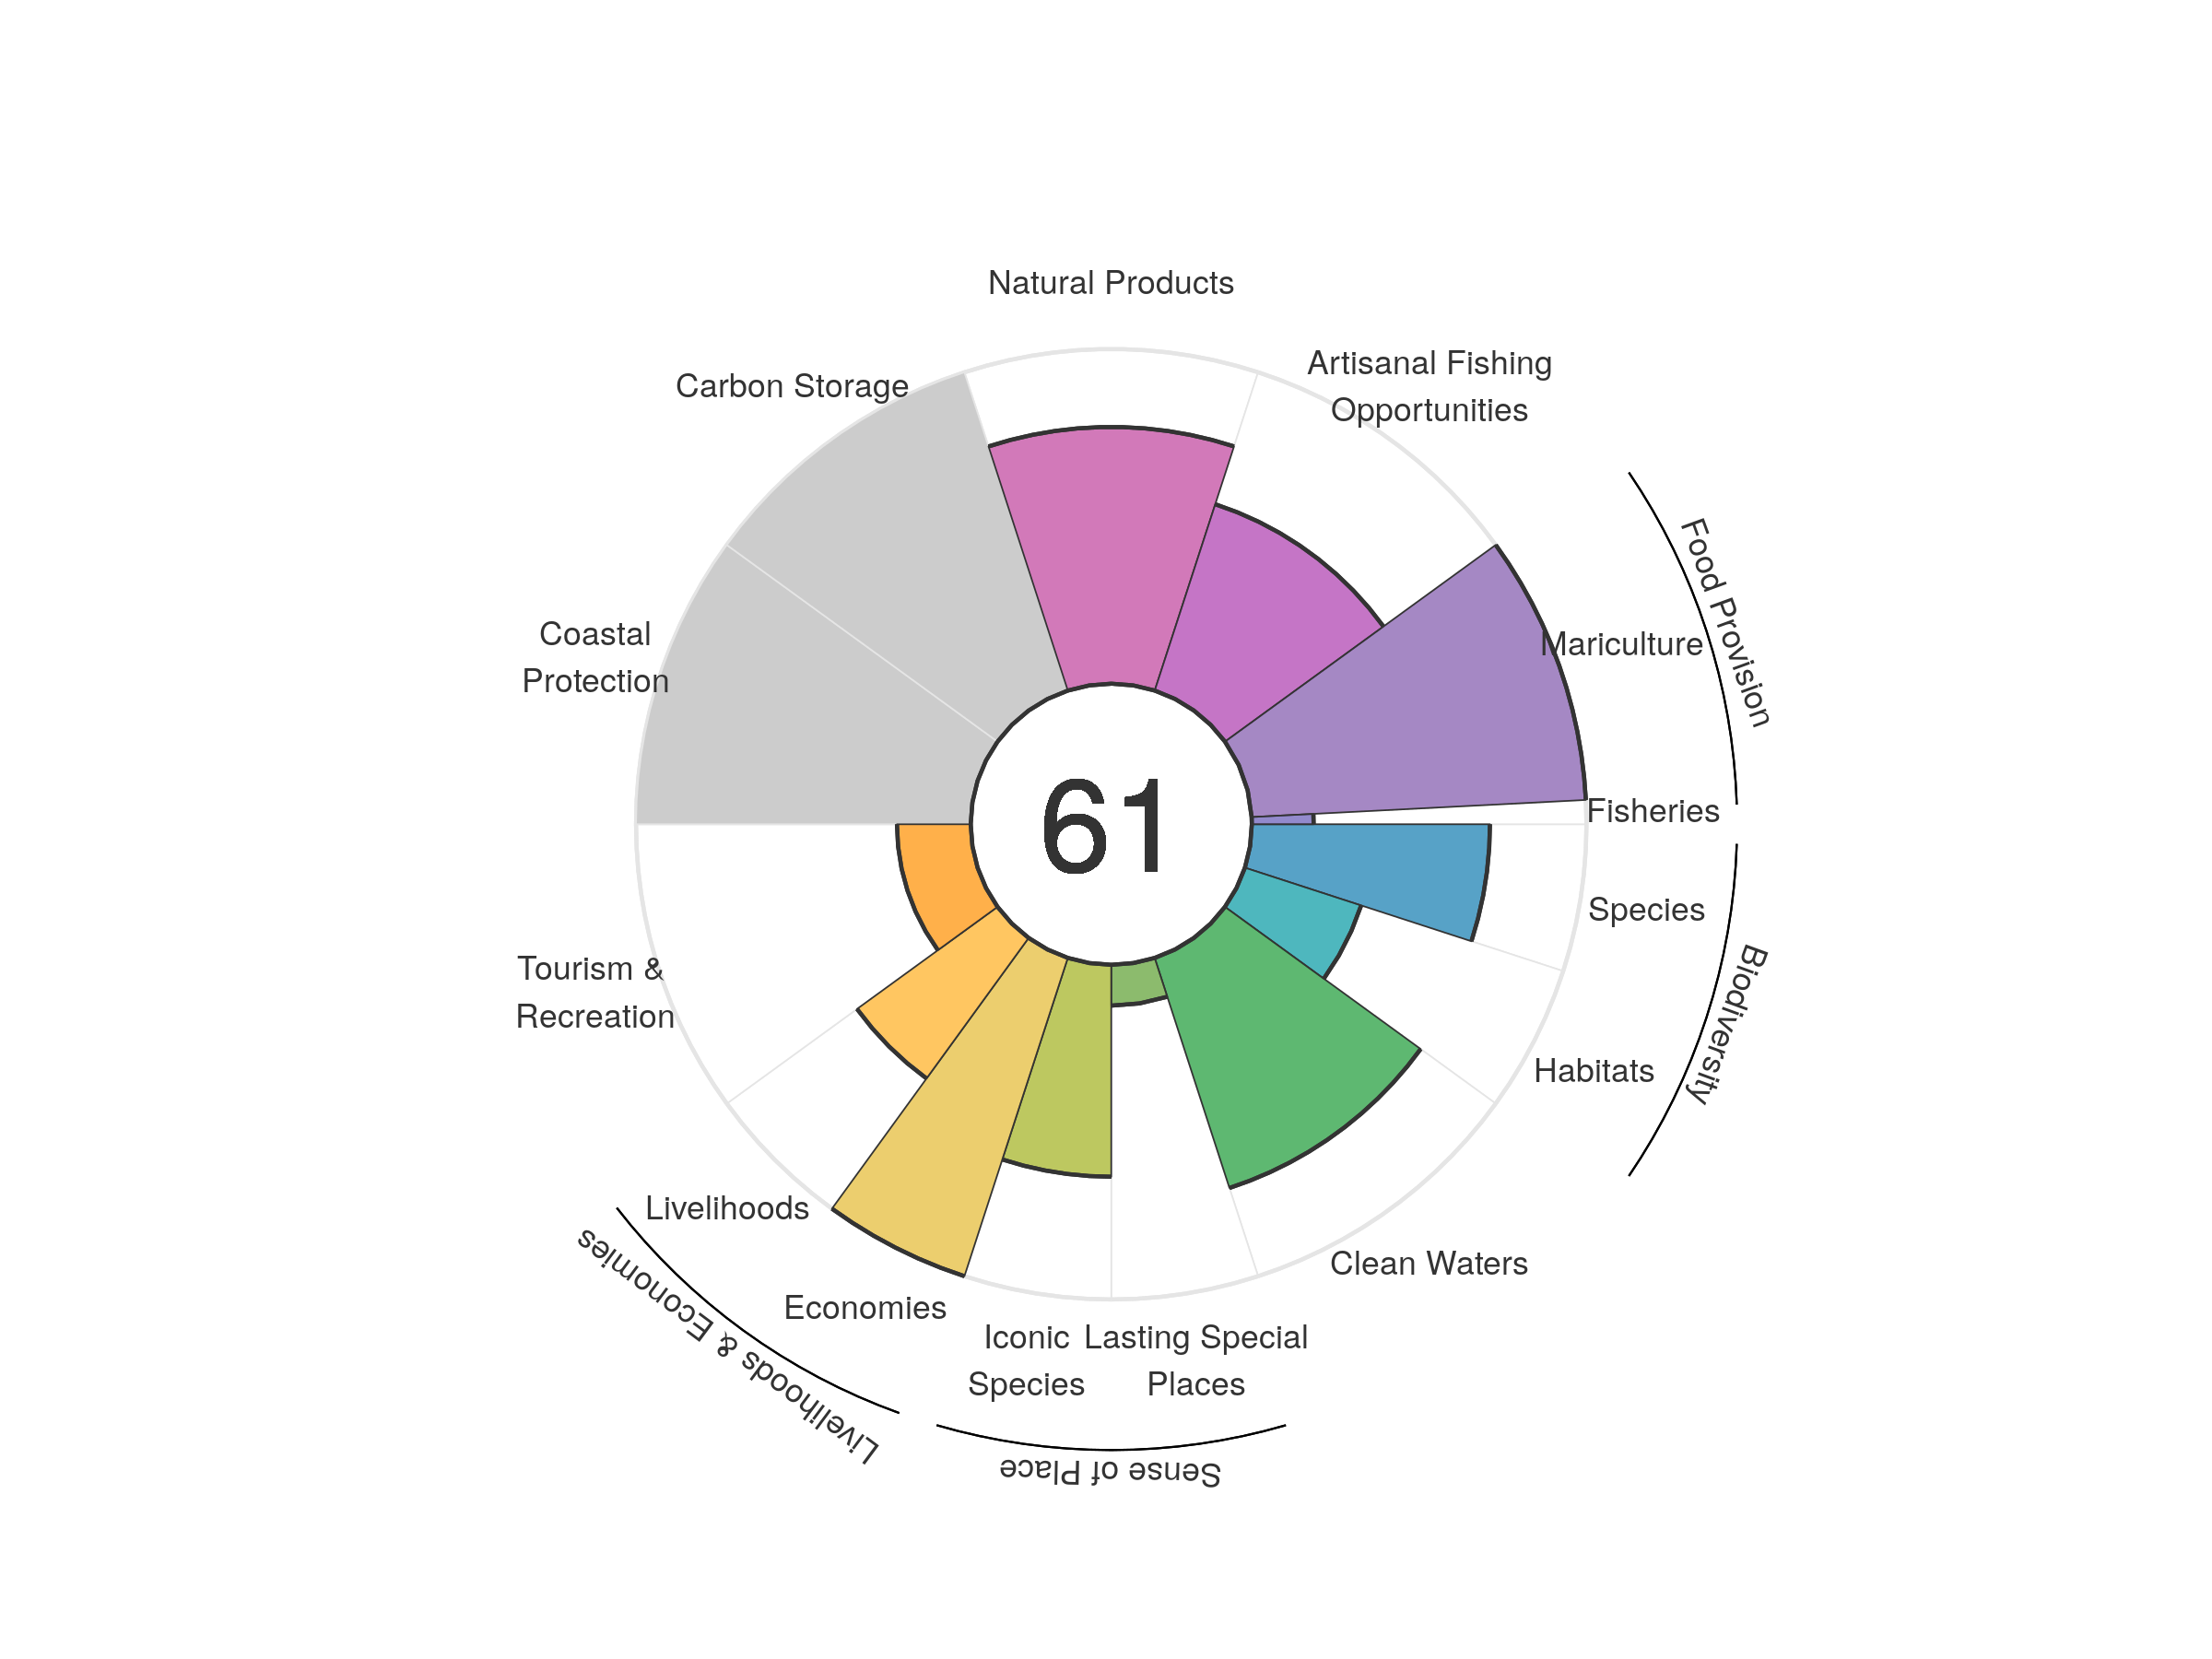 Natural Products
Artisanal Fishing
Opportunities
Carbon Storage
Food Provision
Coastal
Protection
Mariculture
61
Fisheries
Species
Biodiversity
Tourism &
Recreation
Habitats
Livelihoods
Clean Waters
Livelihoods & Economies
Economies
Iconic
Species
Lasting Special
Places
Sense of Place